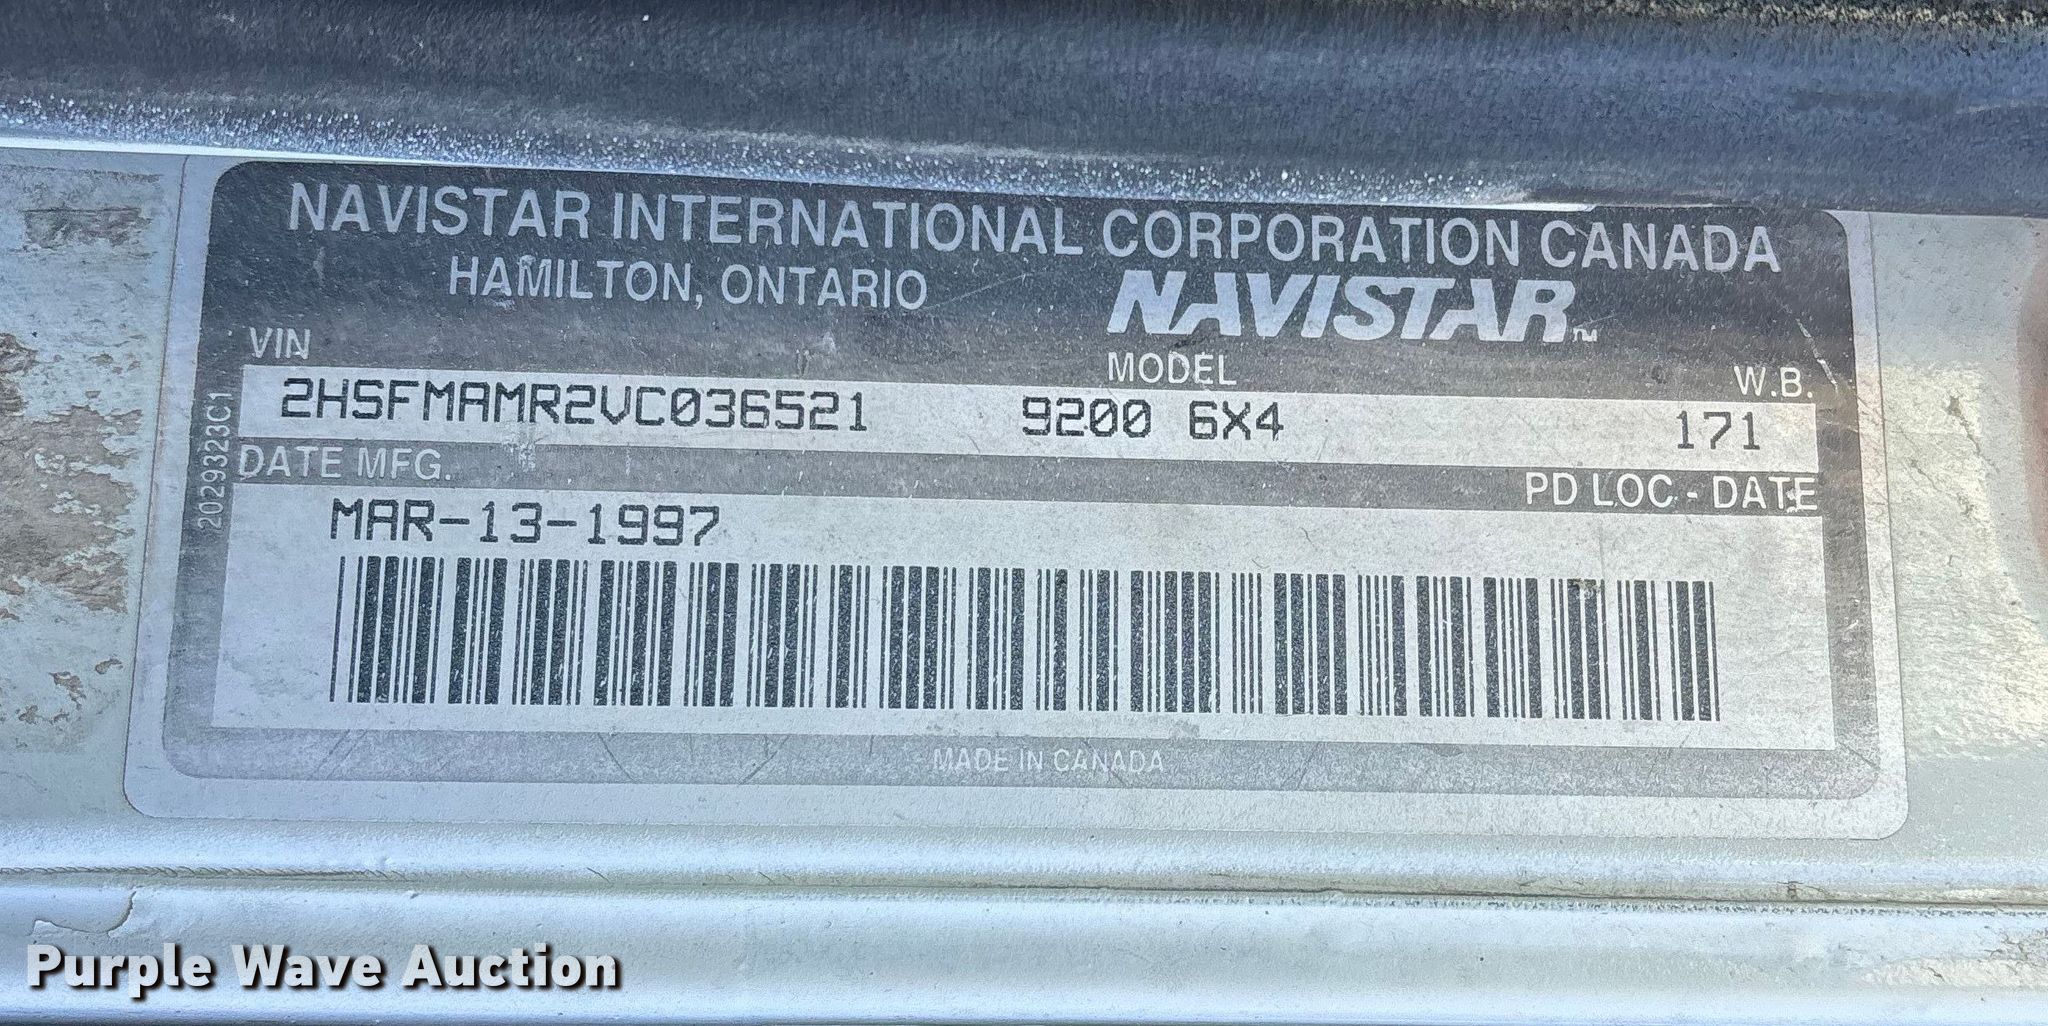 NAVISTAR INTERNATIONAL CORPORATION CANADA
HAMILTON, ONTARIO
NAVISTAR™
VIN MODEL W.B.
2HSFMAMR2VC036521 9200 6X4 171
DATE MFG. PD LOC - DATE
MAR-13-1997
2029323C1
MADE IN CANADA
Purple Wave Auction